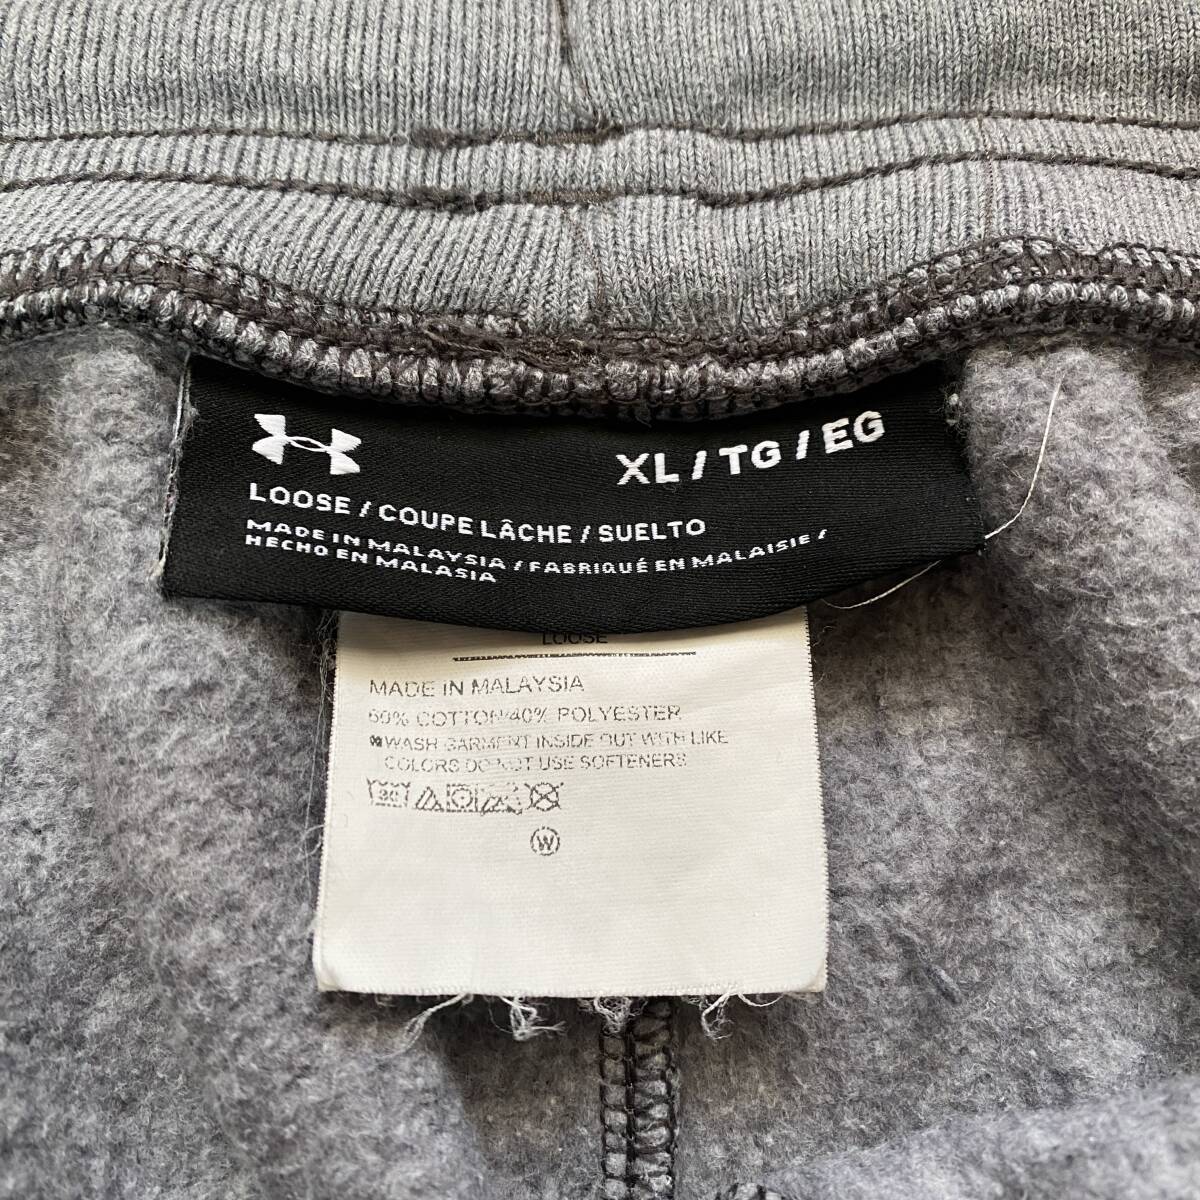 XL / TG / EG
LOOSE / COUPE LÂCHE / SUELTO
MADE IN MALAYSIA / FABRIQUÉ EN MALAISIE /
HECHO EN MALASIA
LOOSE
MADE IN MALAYSIA
60% COTTON/40% POLYESTER
WASH GARMENT INSIDE OUT WITH LIKE
COLORS DO NOT USE SOFTENERS
30
W